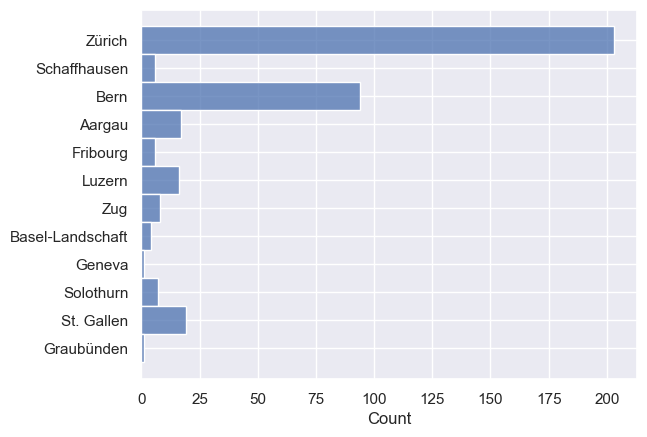 Zürich
Schaffhausen
Bern
Aargau
Fribourg
Luzern
Zug
Basel-Landschaft
Geneva
Solothurn
St. Gallen
Graubünden
0 25 50 75 100 125 150 175 200
Count